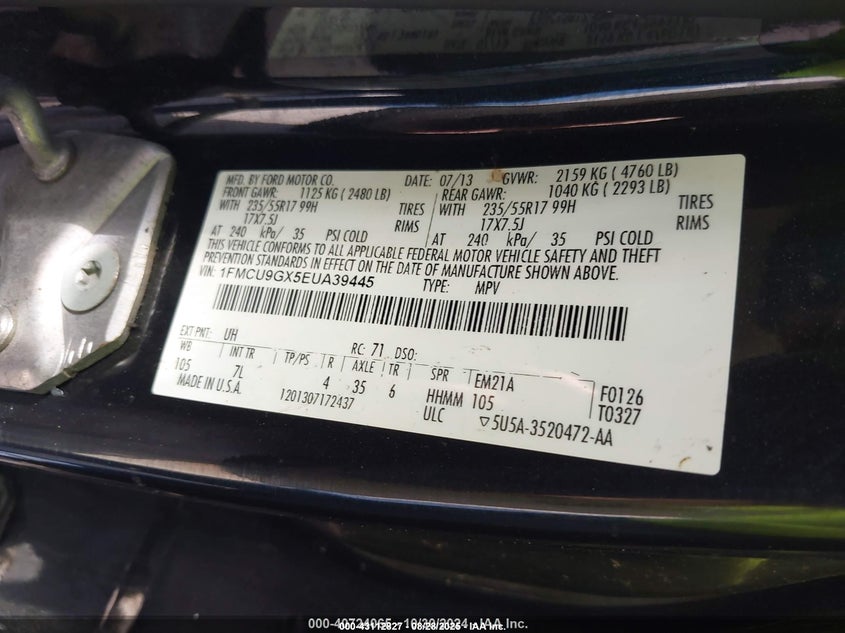 MFD. BY FORD MOTOR CO. DATE: 07/13 GVWR: 2159 KG ( 4760 LB)
FRONT GAWR: 1125 KG ( 2480 LB) REAR GAWR: 1040 KG ( 2293 LB)
WITH 235/55R17 99H TIRES WITH 235/55R17 99H TIRES
17X7.5J RIMS 17X7.5J RIMS
AT 240 kPa/ 35 PSI COLD AT 240 kPa/ 35 PSI COLD
THIS VEHICLE CONFORMS TO ALL APPLICABLE FEDERAL MOTOR VEHICLE SAFETY AND THEFT
PREVENTION STANDARDS IN EFFECT ON THE DATE OF MANUFACTURE SHOWN ABOVE.
VIN: 1FMCU9GX5EUA39445 TYPE: MPV
EXT PNT: UH RC: 71 DSO:
WB INT TR TP/PS R AXLE TR SPR EM21A F0126
105 7L 4 35 6 HHMM 105 T0327
MADE IN U.S.A. 1201307172437 ULC ▽5U5A-3520472-AA